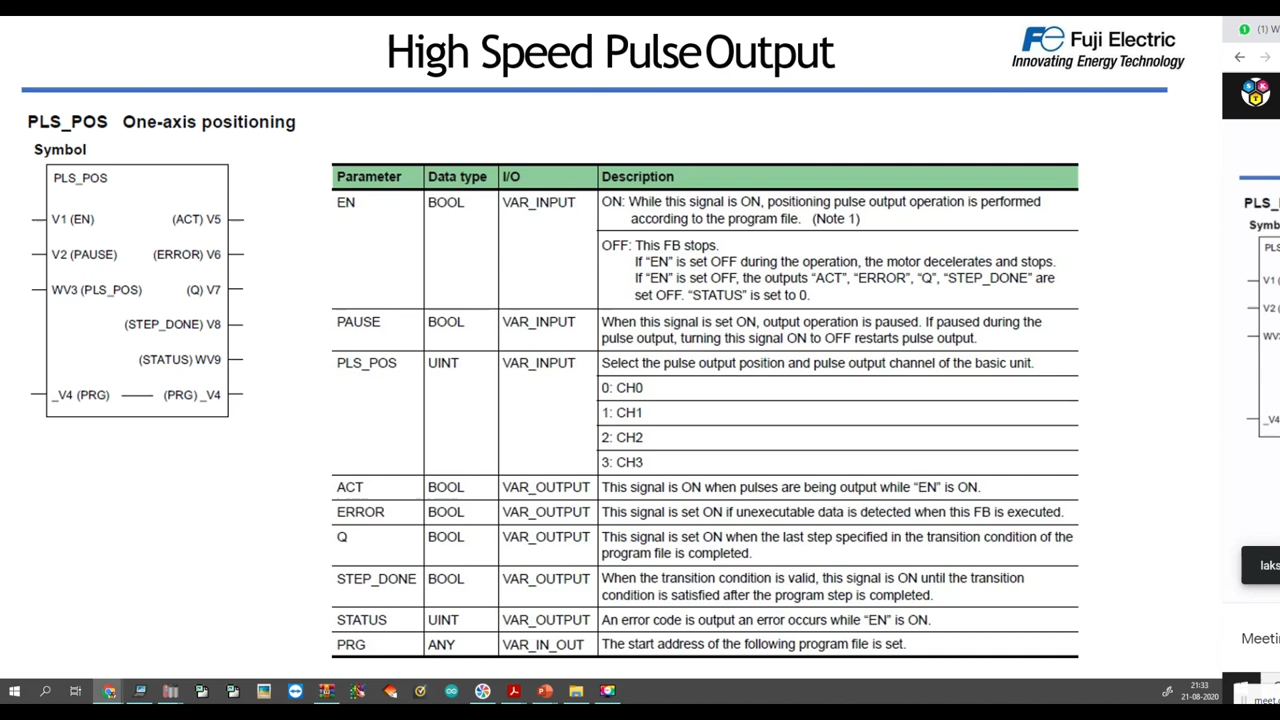 High Speed Pulse Output
Fe Fuji Electric
Innovating Energy Technology
PLS_POS One-axis positioning
Symbol
PLS_POS
V1 (EN) (ACT) V5
V2 (PAUSE) (ERROR) V6
WV3 (PLS_POS) (Q) V7
(STEP_DONE) V8
(STATUS) WV9
_V4 (PRG) (PRG) _V4
Parameter Data type I/O Description
EN BOOL VAR_INPUT ON: While this signal is ON, positioning pulse output operation is performed
according to the program file. (Note 1)
OFF: This FB stops.
If “EN” is set OFF during the operation, the motor decelerates and stops.
If “EN” is set OFF, the outputs “ACT”, “ERROR”, “Q”, “STEP_DONE” are
set OFF. “STATUS” is set to 0.
PAUSE BOOL VAR_INPUT When this signal is set ON, output operation is paused. If paused during the
pulse output, turning this signal ON to OFF restarts pulse output.
PLS_POS UINT VAR_INPUT Select the pulse output position and pulse output channel of the basic unit.
0: CH0
1: CH1
2: CH2
3: CH3
ACT BOOL VAR_OUTPUT This signal is ON when pulses are being output while “EN” is ON.
ERROR BOOL VAR_OUTPUT This signal is set ON if unexecutable data is detected when this FB is executed.
Q BOOL VAR_OUTPUT This signal is set ON when the last step specified in the transition condition of the
program file is completed.
STEP_DONE BOOL VAR_OUTPUT When the transition condition is valid, this signal is ON until the transition
condition is satisfied after the program step is completed.
STATUS UINT VAR_OUTPUT An error code is output an error occurs while “EN” is ON.
PRG ANY VAR_IN_OUT The start address of the following program file is set.
1 (1) W
S K T
PLS_
Symb
PLS
V1 (
V2 (
WV3
_V4
laks
Meetin
meet.c
21:33
21-08-2020